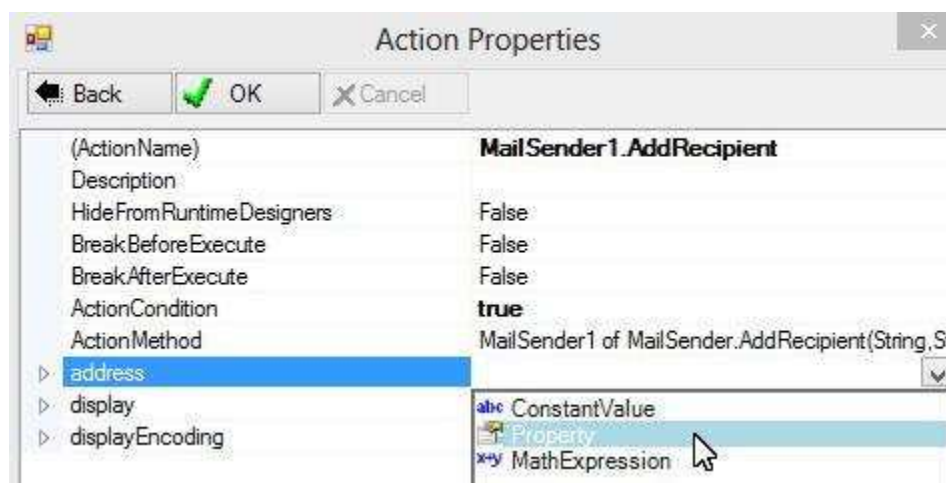 Action Properties
Back OK Cancel
(ActionName) MailSender1.AddRecipient
Description
HideFromRuntimeDesigners False
BreakBeforeExecute False
BreakAfterExecute False
ActionCondition true
ActionMethod MailSender1 of MailSender.AddRecipient(String,S
address
display abc ConstantValue
Property
displayEncoding x+y MathExpression